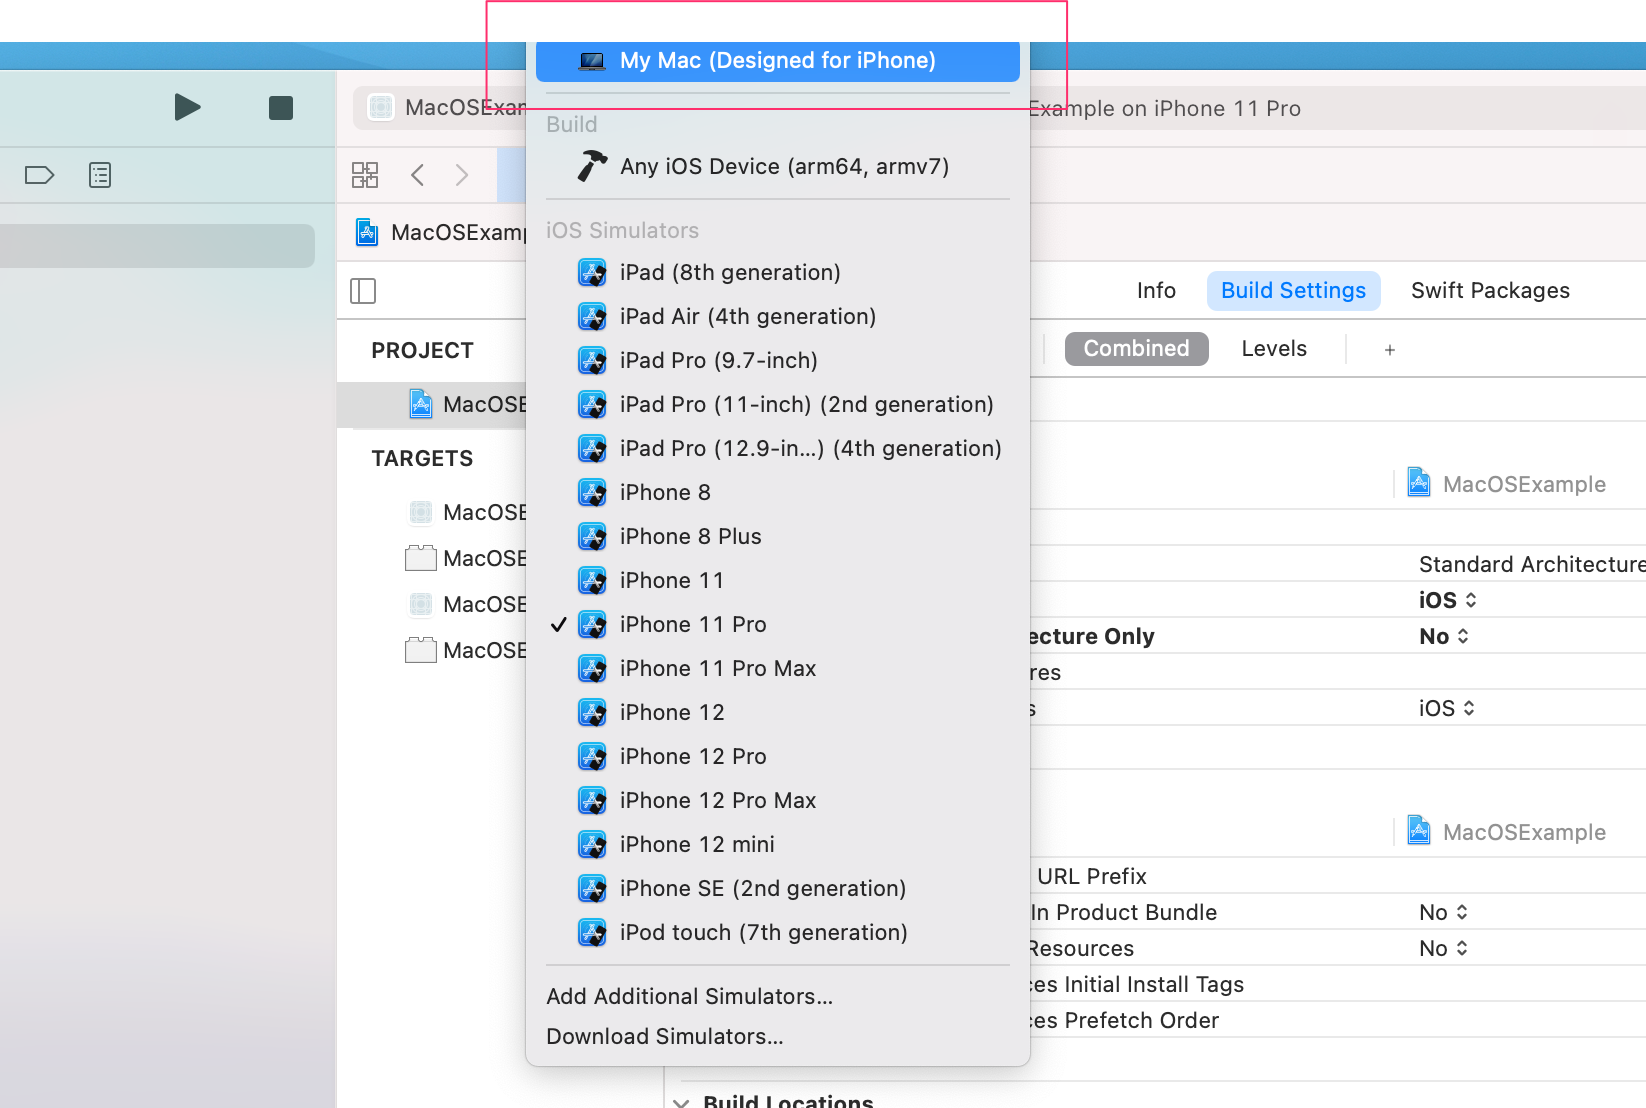 My Mac (Designed for iPhone)
MacOSExam
Example on iPhone 11 Pro
Build
Any iOS Device (arm64, armv7)
MacOSExamp
iOS Simulators
iPad (8th generation)
Info
Build Settings
Swift Packages
iPad Air (4th generation)
PROJECT
iPad Pro (9.7-inch)
Combined
Levels
+
MacOSE
iPad Pro (11-inch) (2nd generation)
TARGETS
iPad Pro (12.9-in...) (4th generation)
MacOSExample
iPhone 8
MacOSE
iPhone 8 Plus
MacOSE
Standard Architecture
iPhone 11
iOS
MacOSE
iPhone 11 Pro
ecture Only
No
MacOSE
iPhone 11 Pro Max
res
iPhone 12
s
iOS
iPhone 12 Pro
iPhone 12 Pro Max
iPhone 12 mini
MacOSExample
iPhone SE (2nd generation)
URL Prefix
In Product Bundle
No
iPod touch (7th generation)
Resources
No
Add Additional Simulators...
ces Initial Install Tags
Download Simulators...
ces Prefetch Order
Build Locations